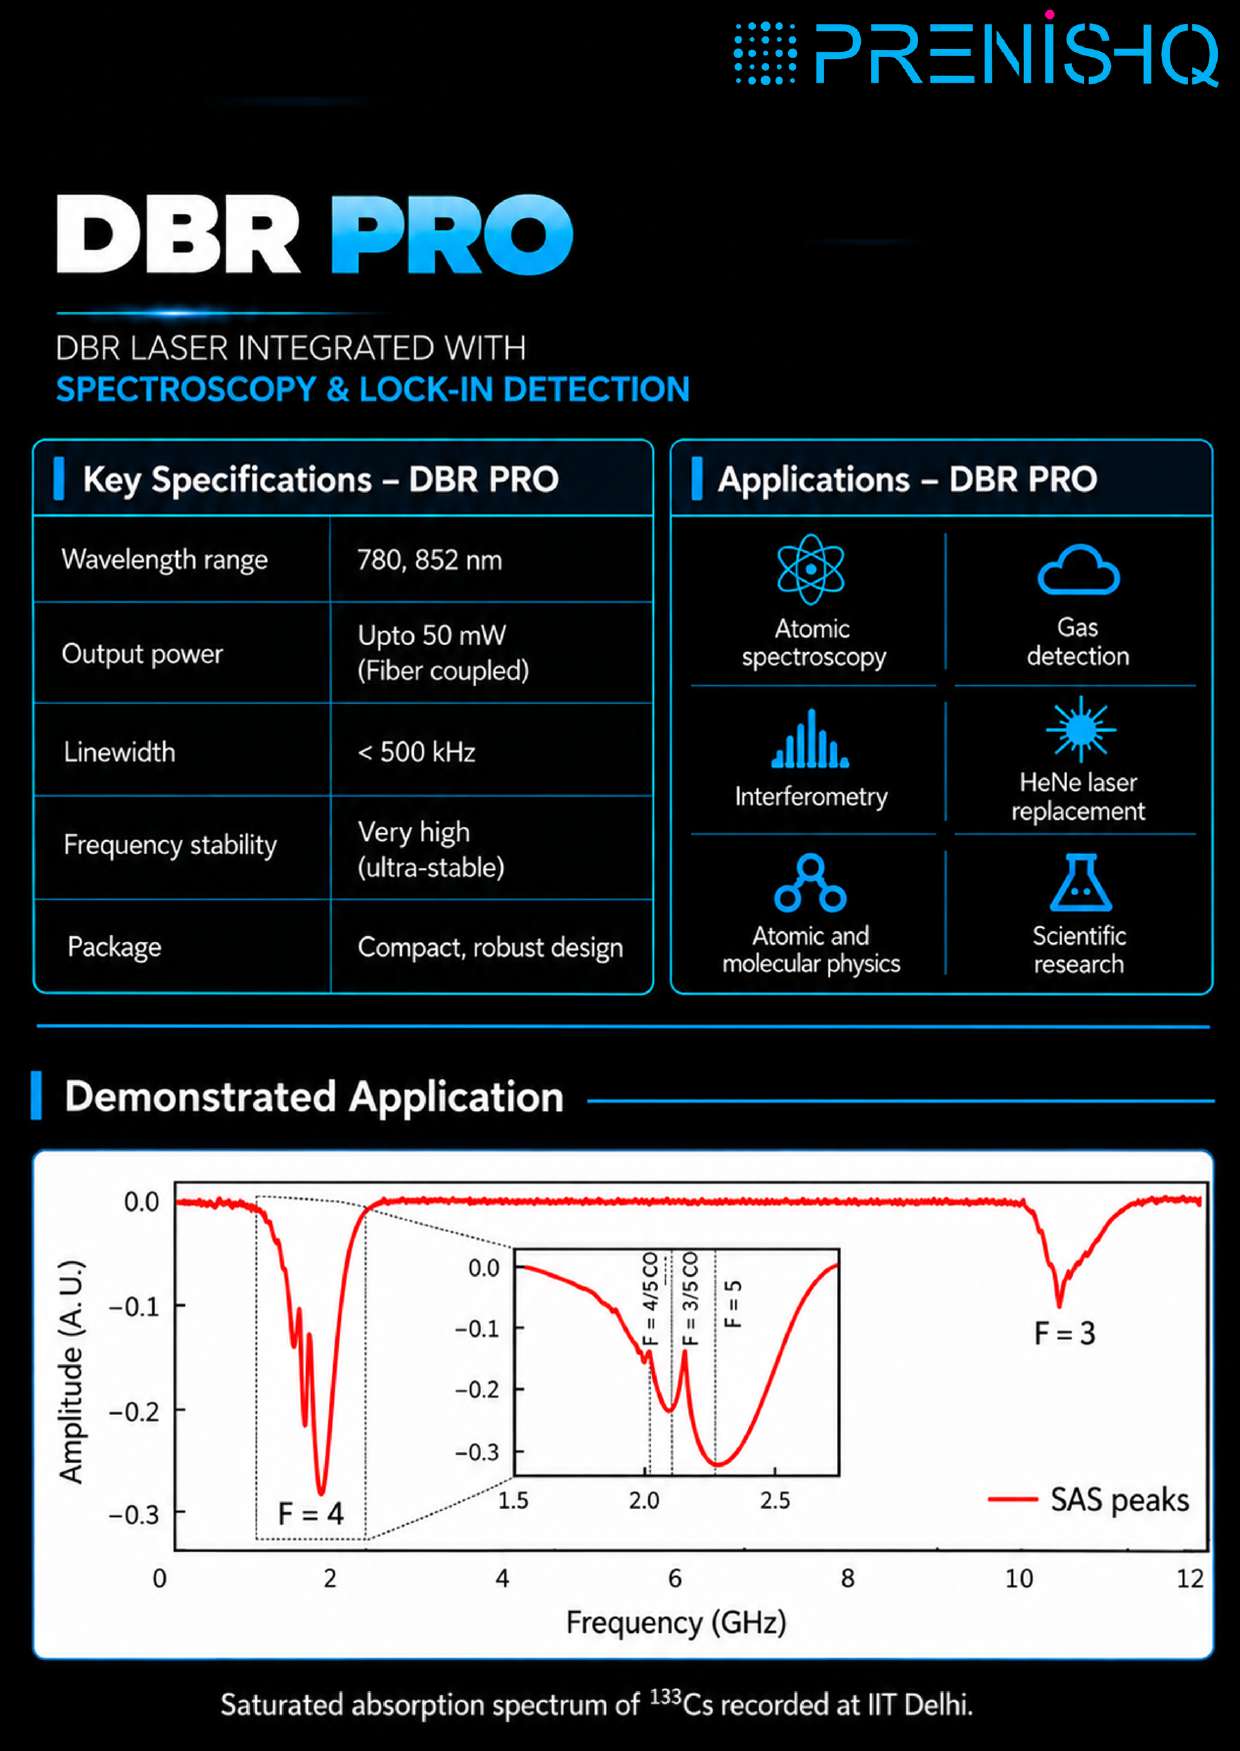 PRENISHQ
DBR PRO
DBR LASER INTEGRATED WITH
SPECTROSCOPY & LOCK-IN DETECTION
Key Specifications – DBR PRO
Wavelength range
780, 852 nm
Output power
Upto 50 mW
(Fiber coupled)
Linewidth
< 500 kHz
Frequency stability
Very high
(ultra-stable)
Package
Compact, robust design
Applications – DBR PRO
Atomic
spectroscopy
Gas
detection
Interferometry
HeNe laser
replacement
Atomic and
molecular physics
Scientific
research
Demonstrated Application
Amplitude (A. U.)
0.0
−0.1
−0.2
−0.3
F = 4
0.0
−0.1
−0.2
−0.3
F = 4/5 CO
F = 3/5 CO
F = 5
1.5 2.0 2.5
F = 3
SAS peaks
0 2 4 6 8 10 12
Frequency (GHz)
Saturated absorption spectrum of ¹³³Cs recorded at IIT Delhi.